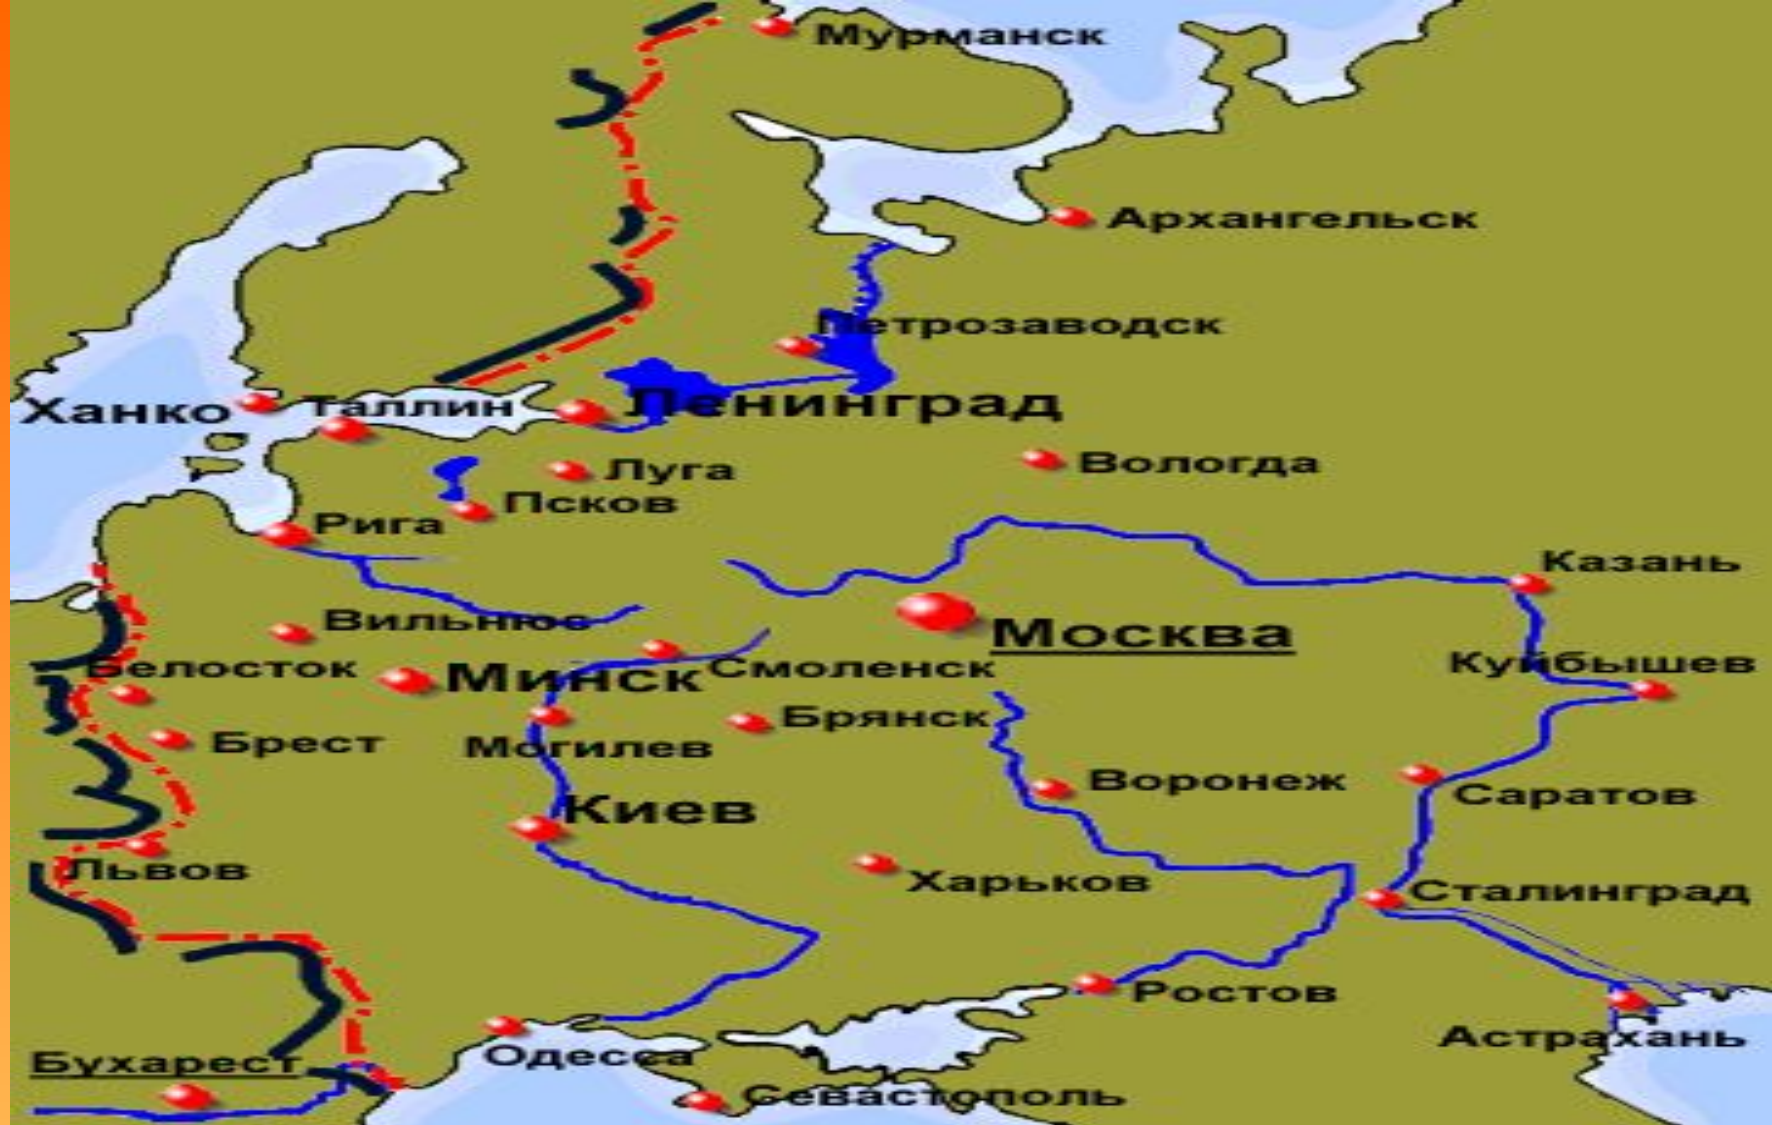 Мурманск
Архангельск
Петрозаводск
Ханко
Таллин
Ленинград
Вологда
Луга
Псков
Рига
Казань
Вильнюс
Москва
Белосток
Минск
Смоленск
Куйбышев
Брест
Могилев
Брянск
Воронеж
Саратов
Киев
Львов
Харьков
Сталинград
Ростов
Астрахань
Бухарест
Одесса
Севастополь